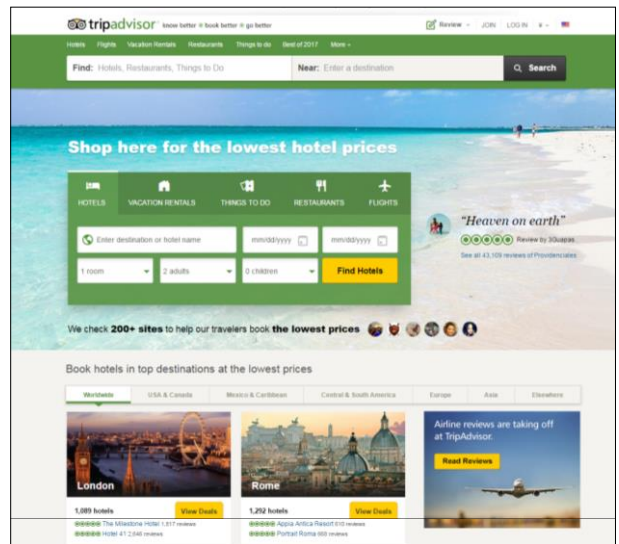 tripadvisor know better book better go better Review JOIN LOG IN
Hotels Flights Vacation Rentals Restaurants Things to do Best of 2017 More
Find: Hotels, Restaurants, Things to Do Near: Enter a destination Search
Shop here for the lowest hotel prices
HOTELS VACATION RENTALS THINGS TO DO RESTAURANTS FLIGHTS
Enter destination or hotel name mm/dd/yyyy mm/dd/yyyy
1 room 2 adults 0 children Find Hotels
"Heaven on earth"
Review by 3Guapas
See all 43,109 reviews of Providenciales
We check 200+ sites to help our travelers book the lowest prices
Book hotels in top destinations at the lowest prices
Worldwide USA & Canada Mexico & Caribbean Central & South America Europe Asia Elsewhere
London
1,089 hotels View Deals
The Milestone Hotel 1,817 reviews
Hotel 41 2,646 reviews
Rome
1,292 hotels View Deals
Appia Antica Resort 610 reviews
Portrait Roma 668 reviews
Airline reviews are taking off
at TripAdvisor.
Read Reviews